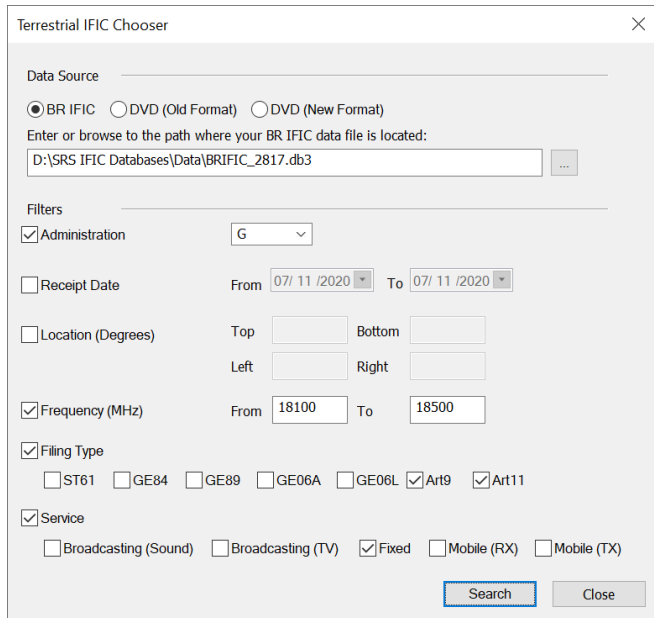 Terrestrial IFIC Chooser
Data Source
BR IFIC DVD (Old Format) DVD (New Format)
Enter or browse to the path where your BR IFIC data file is located:
D:\SRS IFIC Databases\Data\BRIFIC_2817.db3 ...
Filters
Administration G
Receipt Date From 07/ 11 /2020 To 07/ 11 /2020
Location (Degrees) Top Bottom
Left Right
Frequency (MHz) From 18100 To 18500
Filing Type
ST61 GE84 GE89 GE06A GE06L Art9 Art11
Service
Broadcasting (Sound) Broadcasting (TV) Fixed Mobile (RX) Mobile (TX)
Search Close